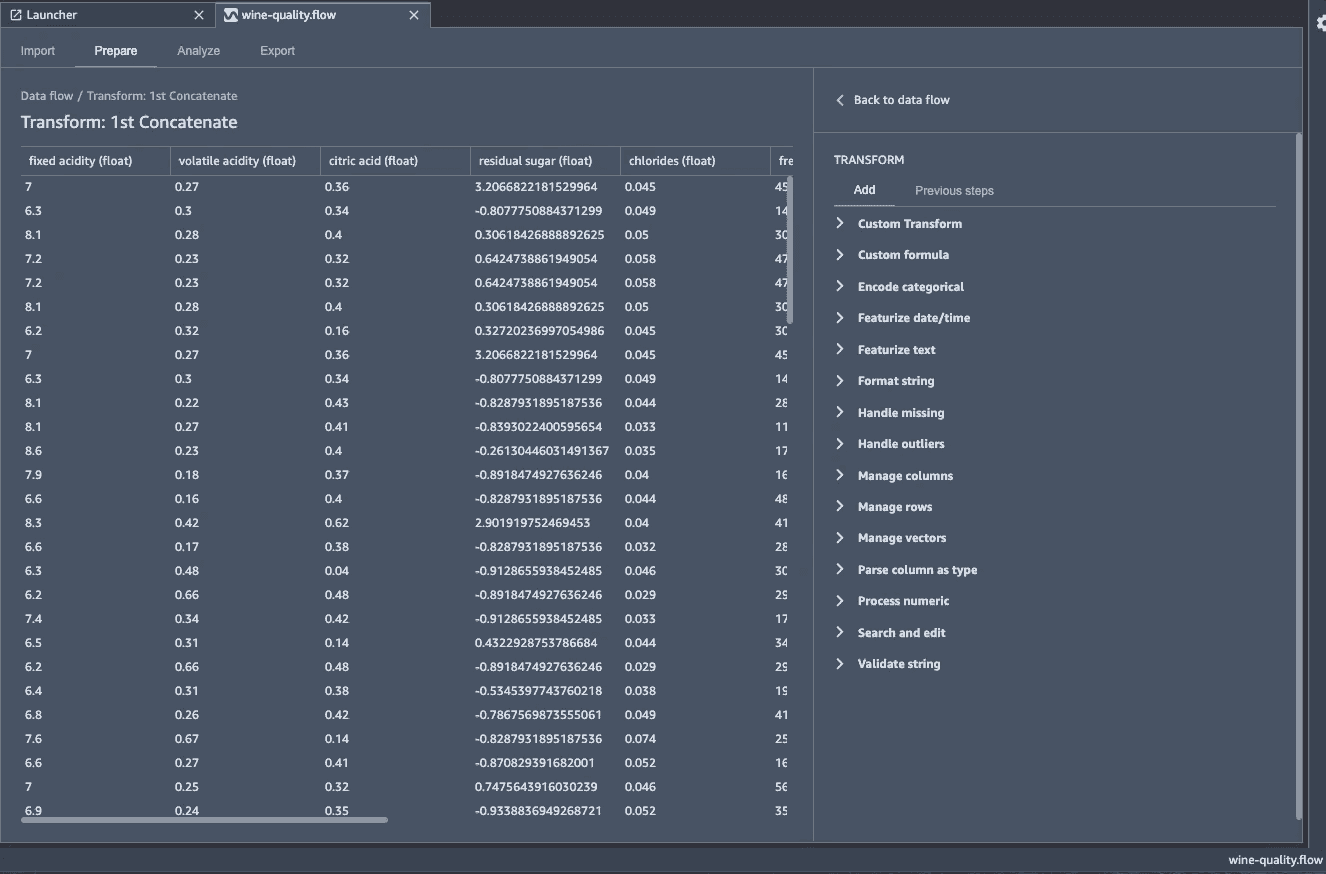 Launcher
wine-quality.flow
Import Prepare Analyze Export
Data flow / Transform: 1st Concatenate
Transform: 1st Concatenate
fixed acidity (float) volatile acidity (float) citric acid (float) residual sugar (float) chlorides (float) fre
7 0.27 0.36 3.2066822181529964 0.045 45
6.3 0.3 0.34 -0.8077750884371299 0.049 14
8.1 0.28 0.4 0.30618426888892625 0.05 30
7.2 0.23 0.32 0.6424738861949054 0.058 47
7.2 0.23 0.32 0.6424738861949054 0.058 47
8.1 0.28 0.4 0.30618426888892625 0.05 30
6.2 0.32 0.16 0.32720236997054986 0.045 30
7 0.27 0.36 3.2066822181529964 0.045 45
6.3 0.3 0.34 -0.8077750884371299 0.049 14
8.1 0.22 0.43 -0.8287931895187536 0.044 28
8.1 0.27 0.41 -0.8393022400595654 0.033 11
8.6 0.23 0.4 -0.26130446031491367 0.035 17
7.9 0.18 0.37 -0.8918474927636246 0.04 16
6.6 0.16 0.4 -0.8287931895187536 0.044 48
8.3 0.42 0.62 2.901919752469453 0.04 41
6.6 0.17 0.38 -0.8287931895187536 0.032 28
6.3 0.48 0.04 -0.9128655938452485 0.046 30
6.2 0.66 0.48 -0.8918474927636246 0.029 29
7.4 0.34 0.42 -0.9128655938452485 0.033 17
6.5 0.31 0.14 0.4322928753786684 0.044 34
6.2 0.66 0.48 -0.8918474927636246 0.029 29
6.4 0.31 0.38 -0.5345397743760218 0.038 19
6.8 0.26 0.42 -0.7867569873555061 0.049 41
7.6 0.67 0.14 -0.8287931895187536 0.074 25
6.6 0.27 0.41 -0.870829391682001 0.052 16
7 0.25 0.32 0.7475643916030239 0.046 56
6.9 0.24 0.35 -0.9338836949268721 0.052 35
Back to data flow
TRANSFORM
Add Previous steps
Custom Transform
Custom formula
Encode categorical
Featurize date/time
Featurize text
Format string
Handle missing
Handle outliers
Manage columns
Manage rows
Manage vectors
Parse column as type
Process numeric
Search and edit
Validate string
wine-quality.flow